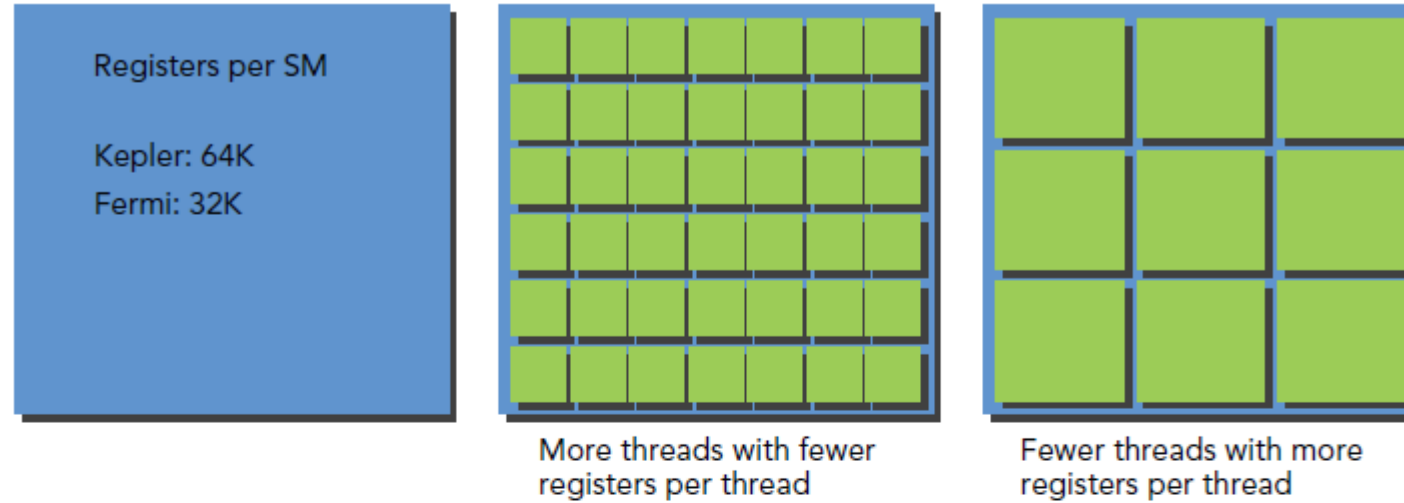 Registers per SM
Kepler: 64K
Fermi: 32K
More threads with fewer
registers per thread
Fewer threads with more
registers per thread